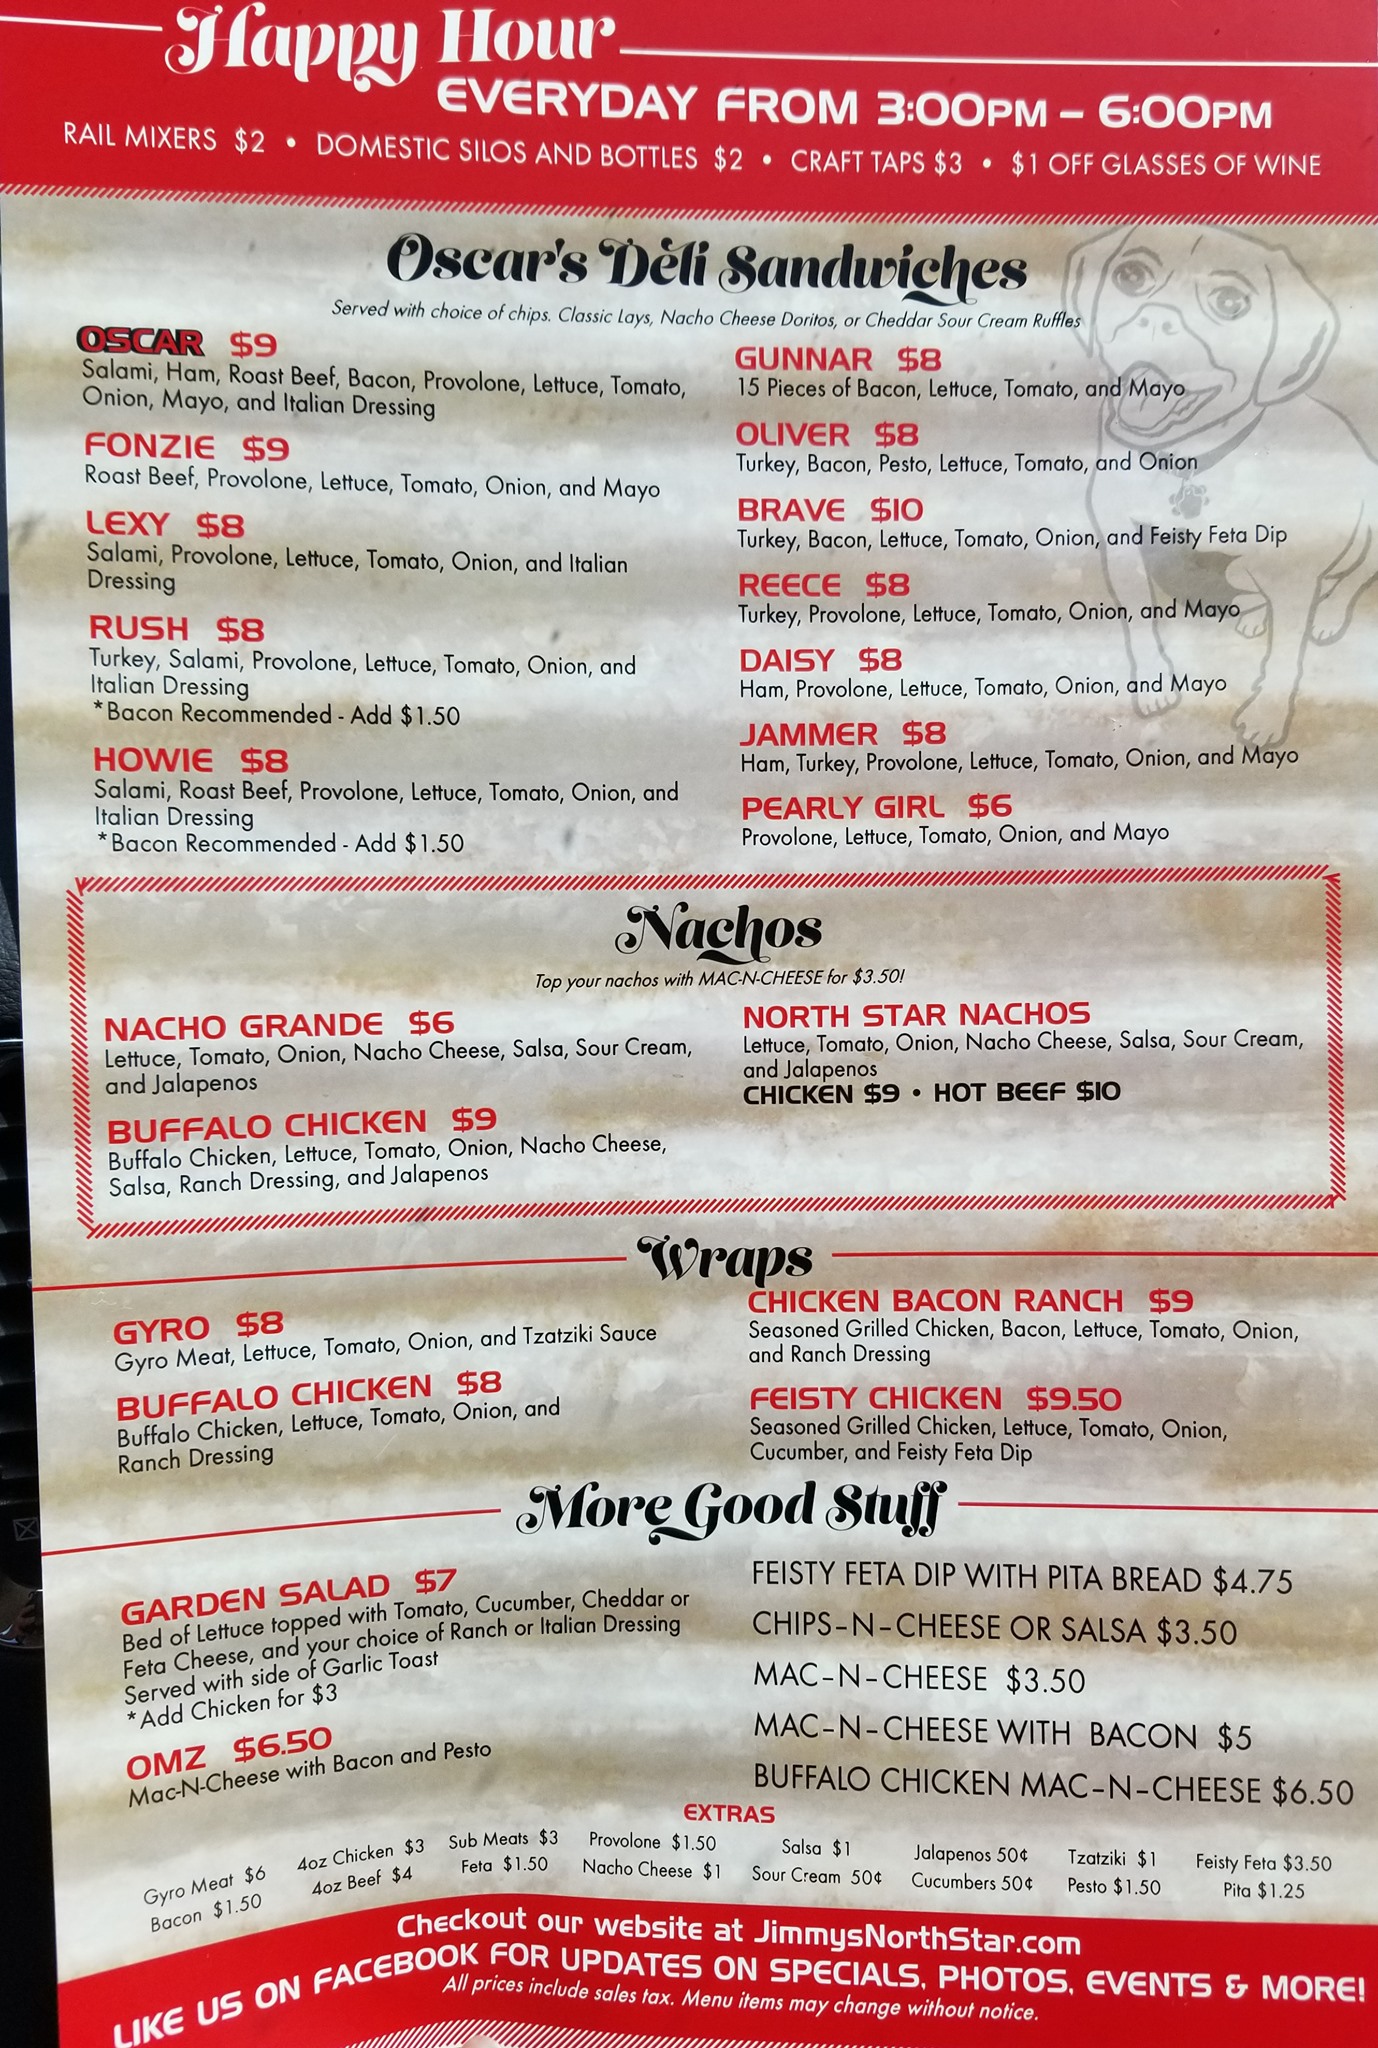 Happy Hour
EVERYDAY FROM 3:00PM – 6:00PM
RAIL MIXERS $2 • DOMESTIC SILOS AND BOTTLES $2 • CRAFT TAPS $3 • $1 OFF GLASSES OF WINE
Oscar's Deli Sandwiches
Served with choice of chips. Classic Lays, Nacho Cheese Doritos, or Cheddar Sour Cream Ruffles
OSCAR $9
Salami, Ham, Roast Beef, Bacon, Provolone, Lettuce, Tomato,
Onion, Mayo, and Italian Dressing
FONZIE $9
Roast Beef, Provolone, Lettuce, Tomato, Onion, and Mayo
LEXY $8
Salami, Provolone, Lettuce, Tomato, Onion, and Italian
Dressing
RUSH $8
Turkey, Salami, Provolone, Lettuce, Tomato, Onion, and
Italian Dressing
*Bacon Recommended - Add $1.50
HOWIE $8
Salami, Roast Beef, Provolone, Lettuce, Tomato, Onion, and
Italian Dressing
*Bacon Recommended - Add $1.50
GUNNAR $8
15 Pieces of Bacon, Lettuce, Tomato, and Mayo
OLIVER $8
Turkey, Bacon, Pesto, Lettuce, Tomato, and Onion
BRAVE $10
Turkey, Bacon, Lettuce, Tomato, Onion, and Feisty Feta Dip
REECE $8
Turkey, Provolone, Lettuce, Tomato, Onion, and Mayo
DAISY $8
Ham, Provolone, Lettuce, Tomato, Onion, and Mayo
JAMMER $8
Ham, Turkey, Provolone, Lettuce, Tomato, Onion, and Mayo
PEARLY GIRL $6
Provolone, Lettuce, Tomato, Onion, and Mayo
Nachos
Top your nachos with MAC-N-CHEESE for $3.50!
NACHO GRANDE $6
Lettuce, Tomato, Onion, Nacho Cheese, Salsa, Sour Cream,
and Jalapenos
BUFFALO CHICKEN $9
Buffalo Chicken, Lettuce, Tomato, Onion, Nacho Cheese,
Salsa, Ranch Dressing, and Jalapenos
NORTH STAR NACHOS
Lettuce, Tomato, Onion, Nacho Cheese, Salsa, Sour Cream,
and Jalapenos
CHICKEN $9 • HOT BEEF $10
Wraps
GYRO $8
Gyro Meat, Lettuce, Tomato, Onion, and Tzatziki Sauce
BUFFALO CHICKEN $8
Buffalo Chicken, Lettuce, Tomato, Onion, and
Ranch Dressing
CHICKEN BACON RANCH $9
Seasoned Grilled Chicken, Bacon, Lettuce, Tomato, Onion,
and Ranch Dressing
FEISTY CHICKEN $9.50
Seasoned Grilled Chicken, Lettuce, Tomato, Onion,
Cucumber, and Feisty Feta Dip
More Good Stuff
GARDEN SALAD $7
Bed of Lettuce topped with Tomato, Cucumber, Cheddar or
Feta Cheese, and your choice of Ranch or Italian Dressing
Served with side of Garlic Toast
*Add Chicken for $3
OMZ $6.50
Mac-N-Cheese with Bacon and Pesto
FEISTY FETA DIP WITH PITA BREAD $4.75
CHIPS-N-CHEESE OR SALSA $3.50
MAC-N-CHEESE $3.50
MAC-N-CHEESE WITH BACON $5
BUFFALO CHICKEN MAC-N-CHEESE $6.50
EXTRAS
Gyro Meat $6 4oz Chicken $3 Sub Meats $3 Provolone $1.50 Salsa $1 Jalapenos 50¢ Tzatziki $1 Feisty Feta $3.50
Bacon $1.50 4oz Beef $4 Feta $1.50 Nacho Cheese $1 Sour Cream 50¢ Cucumbers 50¢ Pesto $1.50 Pita $1.25
Checkout our website at JimmysNorthStar.com
LIKE US ON FACEBOOK FOR UPDATES ON SPECIALS, PHOTOS, EVENTS & MORE!
All prices include sales tax. Menu items may change without notice.